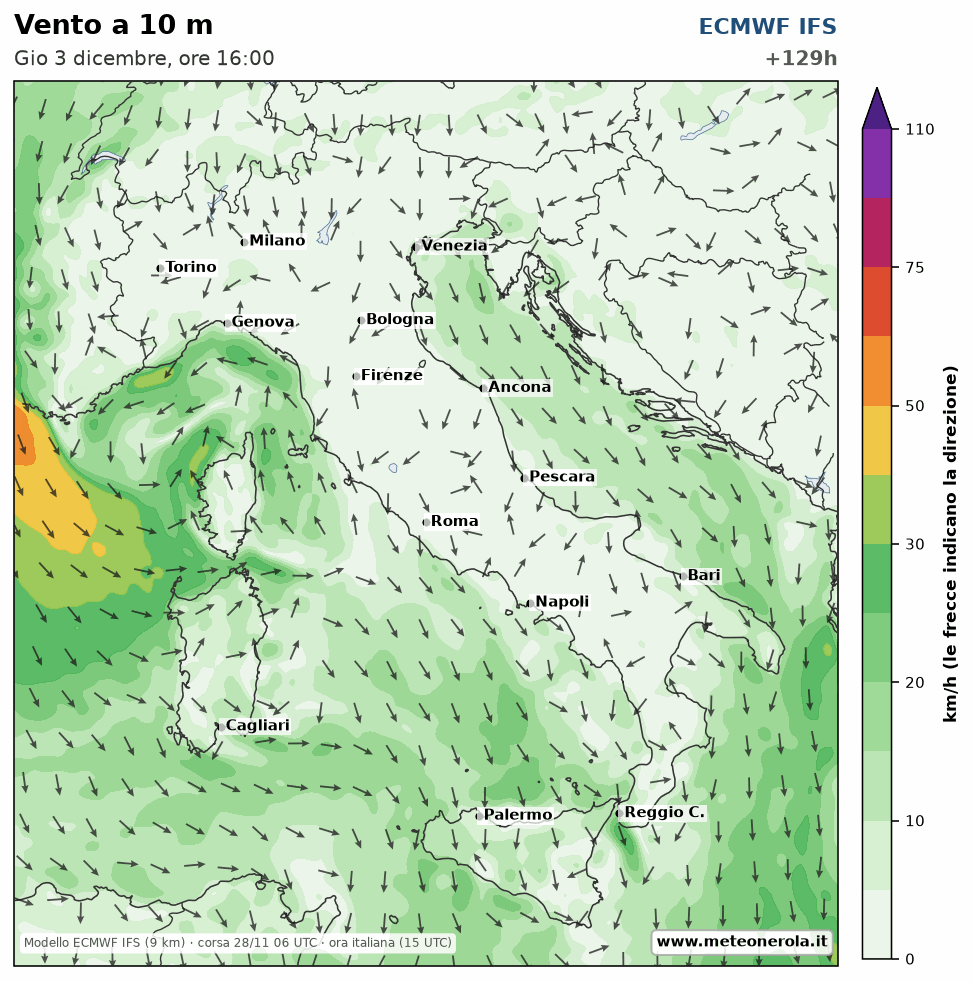 Vento a 10 m
ECMWF IFS
Gio 3 dicembre, ore 16:00
+129h
110
75
50
30
20
10
0
km/h (le frecce indicano la direzione)
Milano
Venezia
Torino
Genova
Bologna
Firenze
Ancona
Pescara
Roma
Bari
Napoli
Cagliari
Palermo
Reggio C.
Modello ECMWF IFS (9 km) · corsa 28/11 06 UTC · ora italiana (15 UTC)
www.meteonerola.it